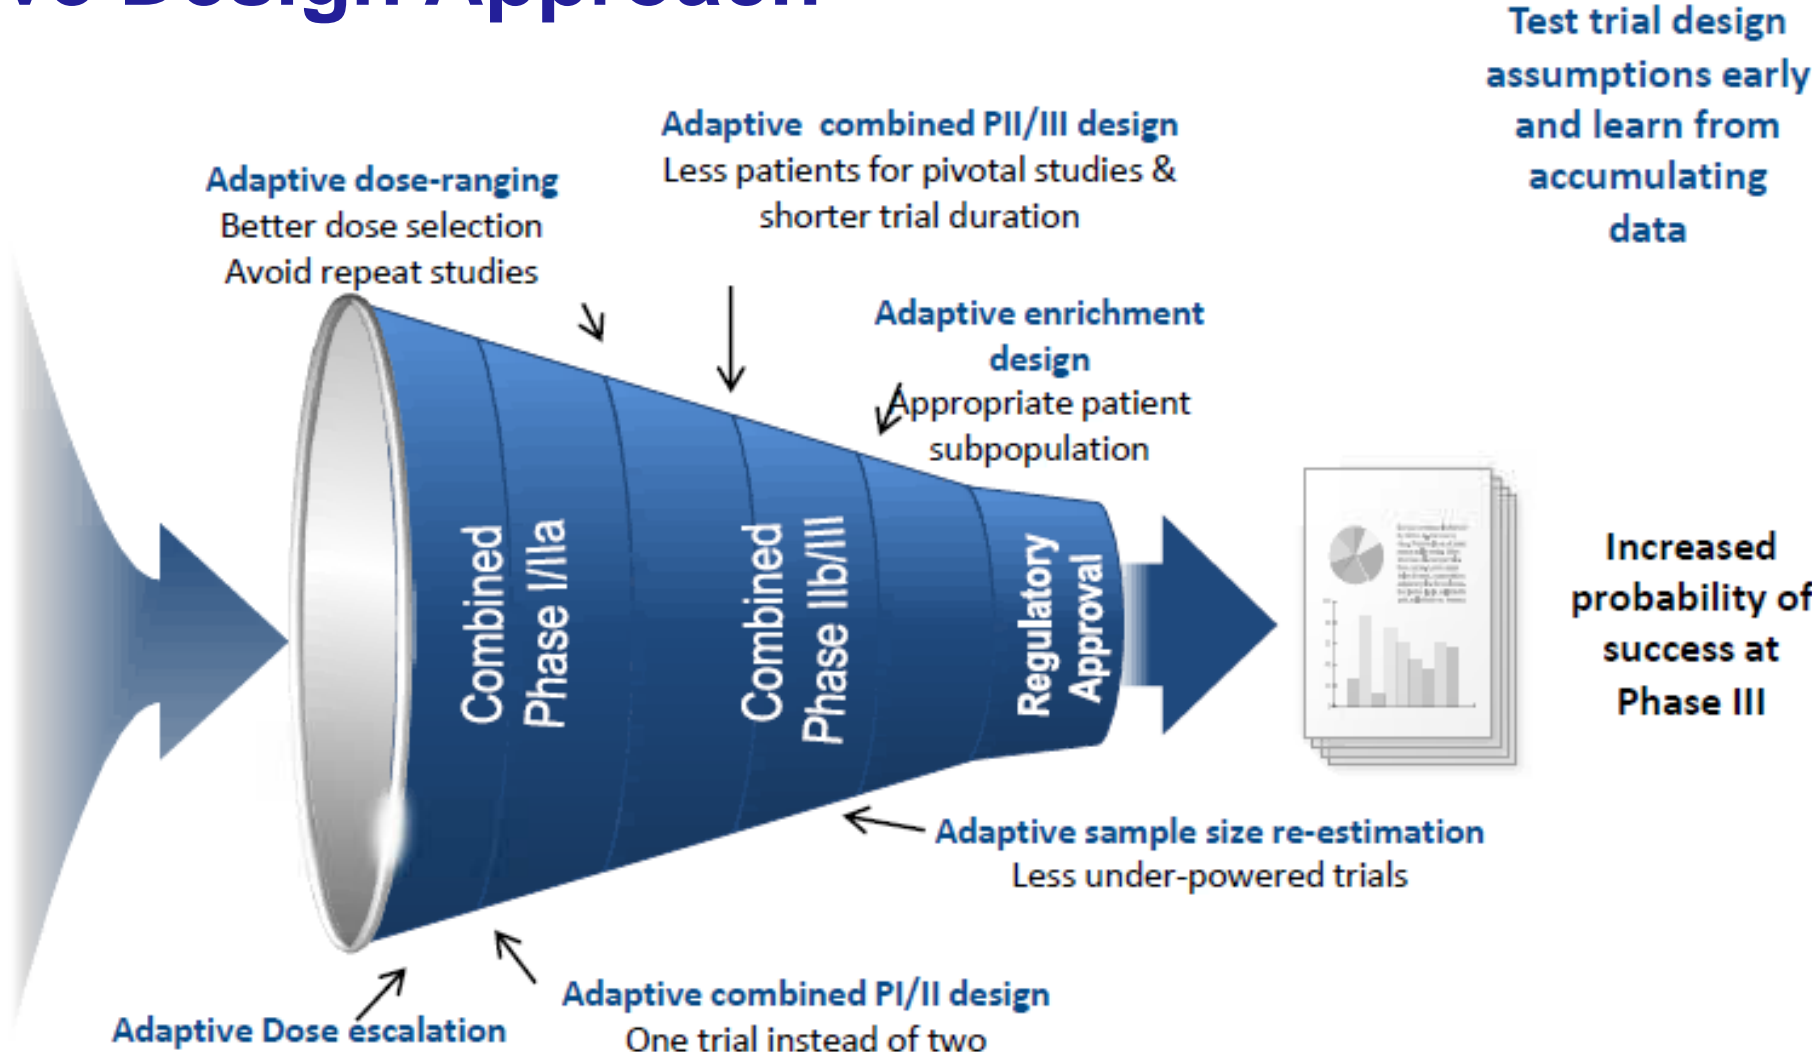 ve Design Approach
Test trial design
assumptions early
and learn from
accumulating
data
Adaptive combined PII/III design
Less patients for pivotal studies &
shorter trial duration
Adaptive dose-ranging
Better dose selection
Avoid repeat studies
Adaptive enrichment
design
Appropriate patient
subpopulation
Combined
Phase I/IIa
Combined
Phase IIb/III
Regulatory
Approval
Increased
probability of
success at
Phase III
Adaptive sample size re-estimation
Less under-powered trials
Adaptive combined PI/II design
One trial instead of two
Adaptive Dose escalation